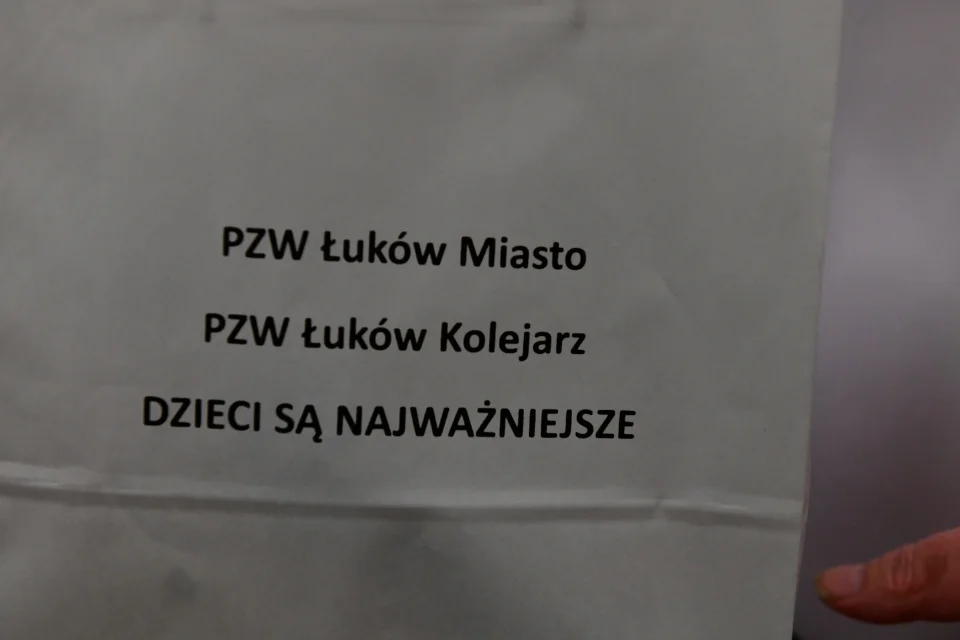 PZW Łuków Miasto
PZW Łuków Kolejarz
DZIECI SĄ NAJWAŻNIEJSZE